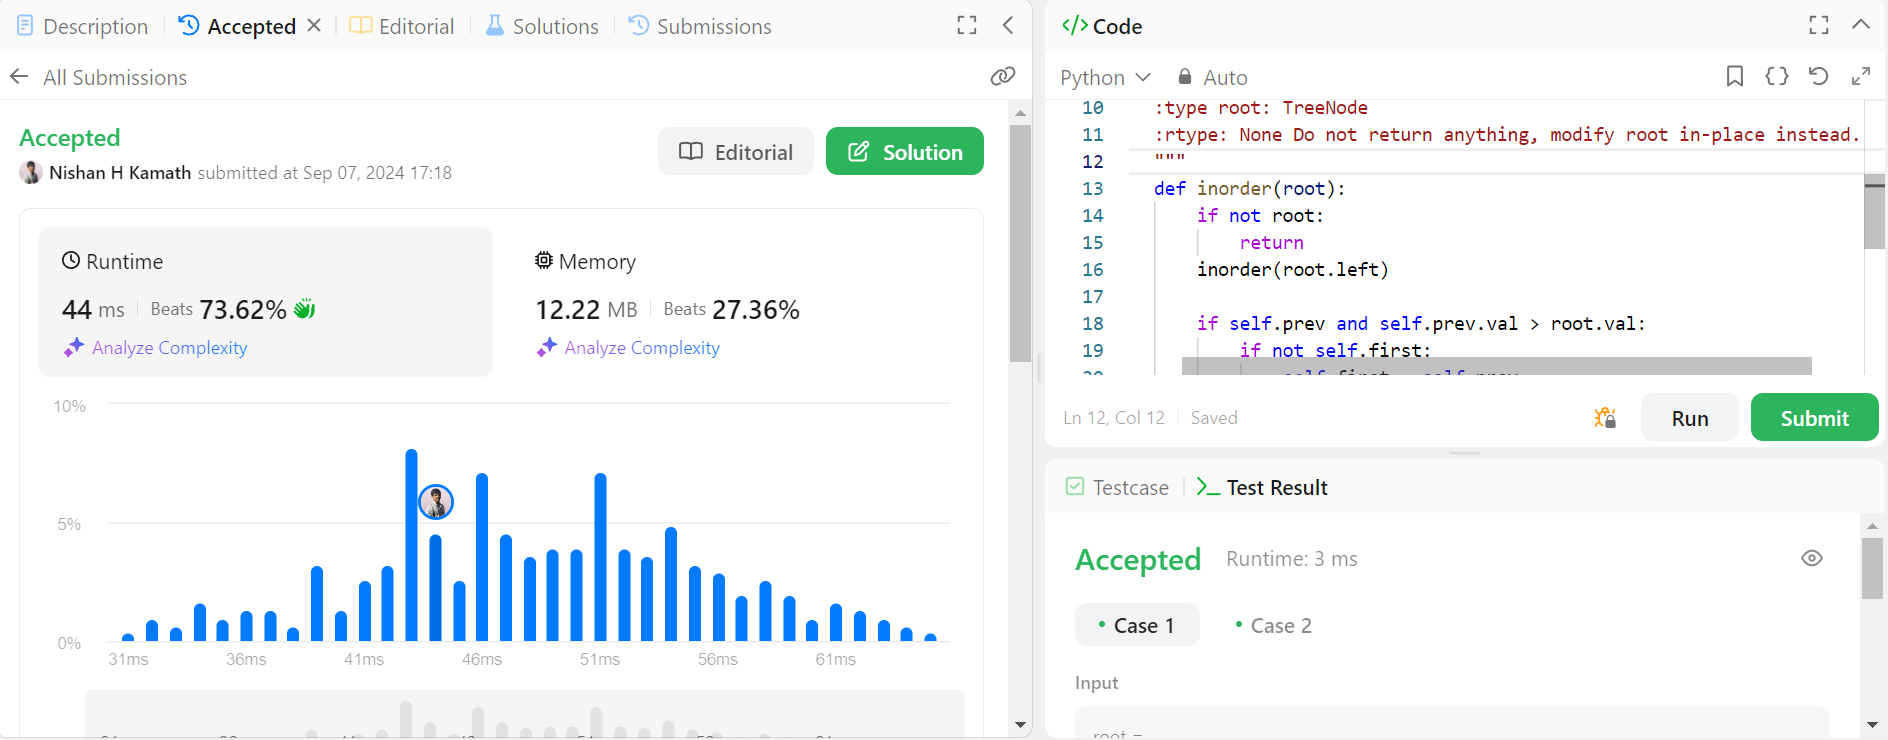 Description
Accepted
Editorial
Solutions
Submissions
All Submissions
Accepted
Nishan H Kamath submitted at Sep 07, 2024 17:18
Editorial
Solution
Runtime
44 ms Beats 73.62%
Analyze Complexity
Memory
12.22 MB Beats 27.36%
Analyze Complexity
10%
5%
0%
31ms 36ms 41ms 46ms 51ms 56ms 61ms
</> Code
Python Auto
10 :type root: TreeNode
11 :rtype: None Do not return anything, modify root in-place instead.
12 """
13 def inorder(root):
14 if not root:
15 return
16 inorder(root.left)
17
18 if self.prev and self.prev.val > root.val:
19 if not self.first:
Ln 12, Col 12 Saved
Run
Submit
Testcase
Test Result
Accepted Runtime: 3 ms
Case 1
Case 2
Input
root =